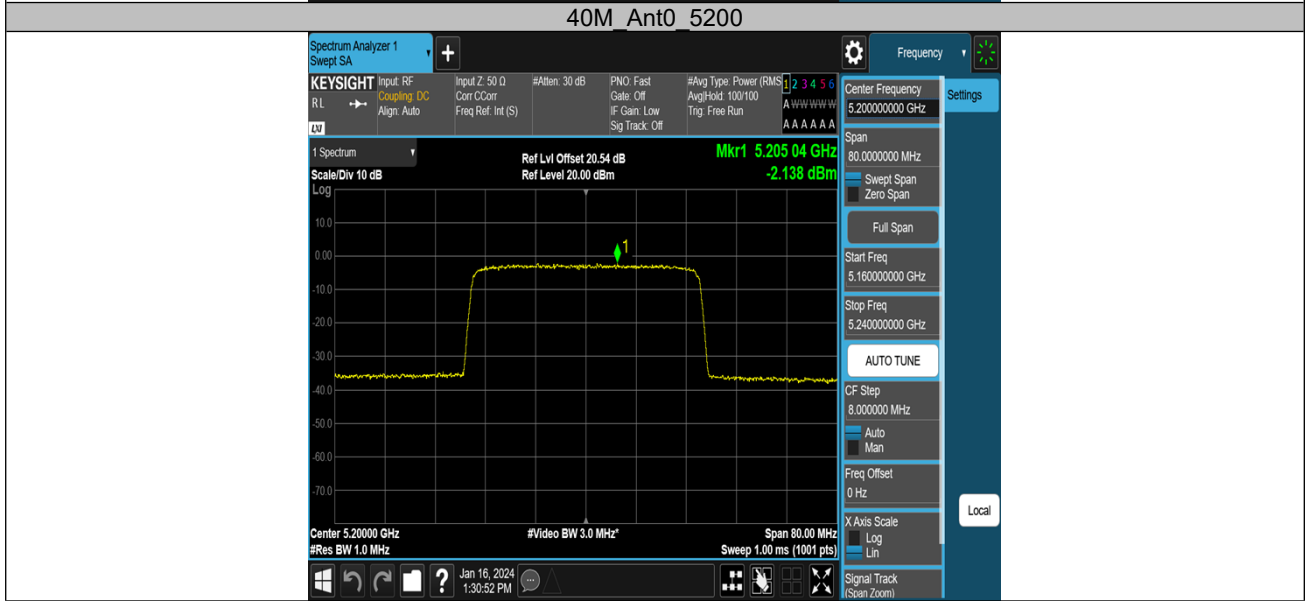 40M_Ant0_5200
Spectrum Analyzer 1
Swept SA
Frequency
KEYSIGHT
RL
LXI
Input: RF
Coupling: DC
Align: Auto
Input Z: 50 Ω
Corr CCorr
Freq Ref: Int (S)
#Atten: 30 dB
PNO: Fast
Gate: Off
IF Gain: Low
Sig Track: Off
#Avg Type: Power (RMS
Avg|Hold: 100/100
Trig: Free Run
1 2 3 4 5 6
A W W W W W
A A A A A A
1 Spectrum
Scale/Div 10 dB
Log
Ref Lvl Offset 20.54 dB
Ref Level 20.00 dBm
Mkr1 5.205 04 GHz
-2.138 dBm
1
10.0
0.00
-10.0
-20.0
-30.0
-40.0
-50.0
-60.0
-70.0
Center 5.20000 GHz
#Res BW 1.0 MHz
#Video BW 3.0 MHz*
Span 80.00 MHz
Sweep 1.00 ms (1001 pts)
Center Frequency
5.200000000 GHz
Settings
Span
80.0000000 MHz
Swept Span
Zero Span
Full Span
Start Freq
5.160000000 GHz
Stop Freq
5.240000000 GHz
AUTO TUNE
CF Step
8.000000 MHz
Auto
Man
Freq Offset
0 Hz
X Axis Scale
Log
Lin
Local
Signal Track
(Span Zoom)
?
Jan 16, 2024
1:30:52 PM